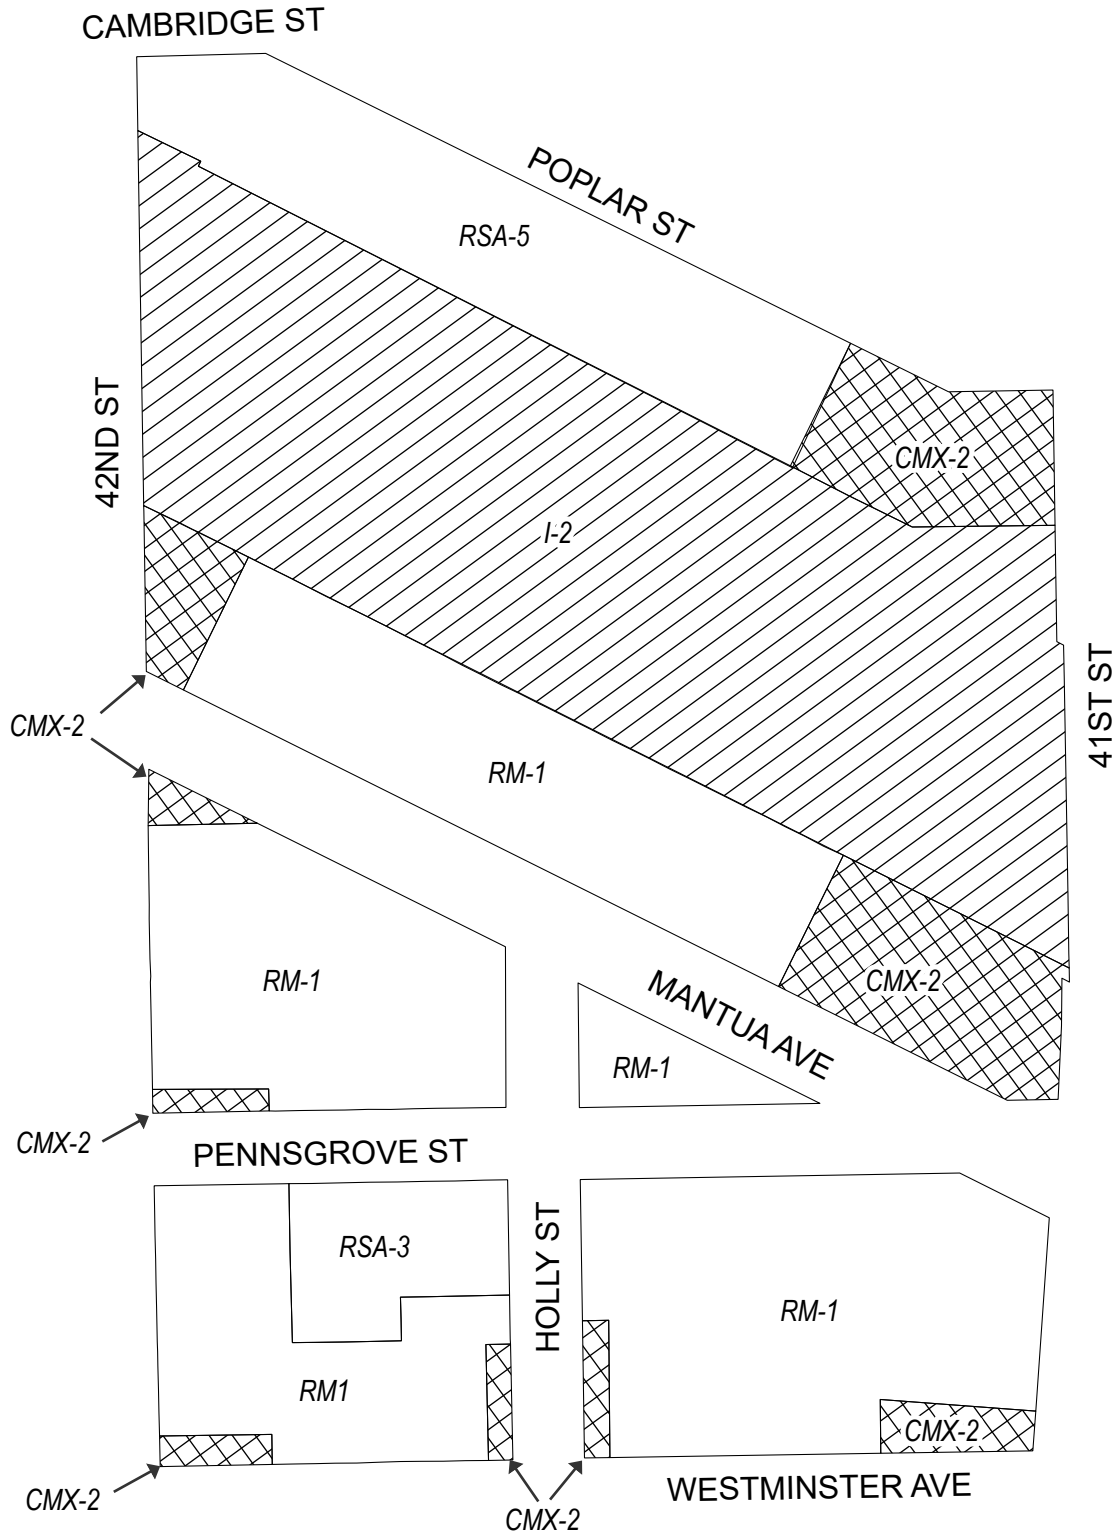 CAMBRIDGE ST
POPLAR ST
RSA-5
42ND ST
CMX-2
I-2
41ST ST
CMX-2
RM-1
RM-1
CMX-2
MANTUA AVE
RM-1
CMX-2
PENNSGROVE ST
HOLLY ST
RSA-3
RM-1
RM1
CMX-2
CMX-2
CMX-2
WESTMINSTER AVE